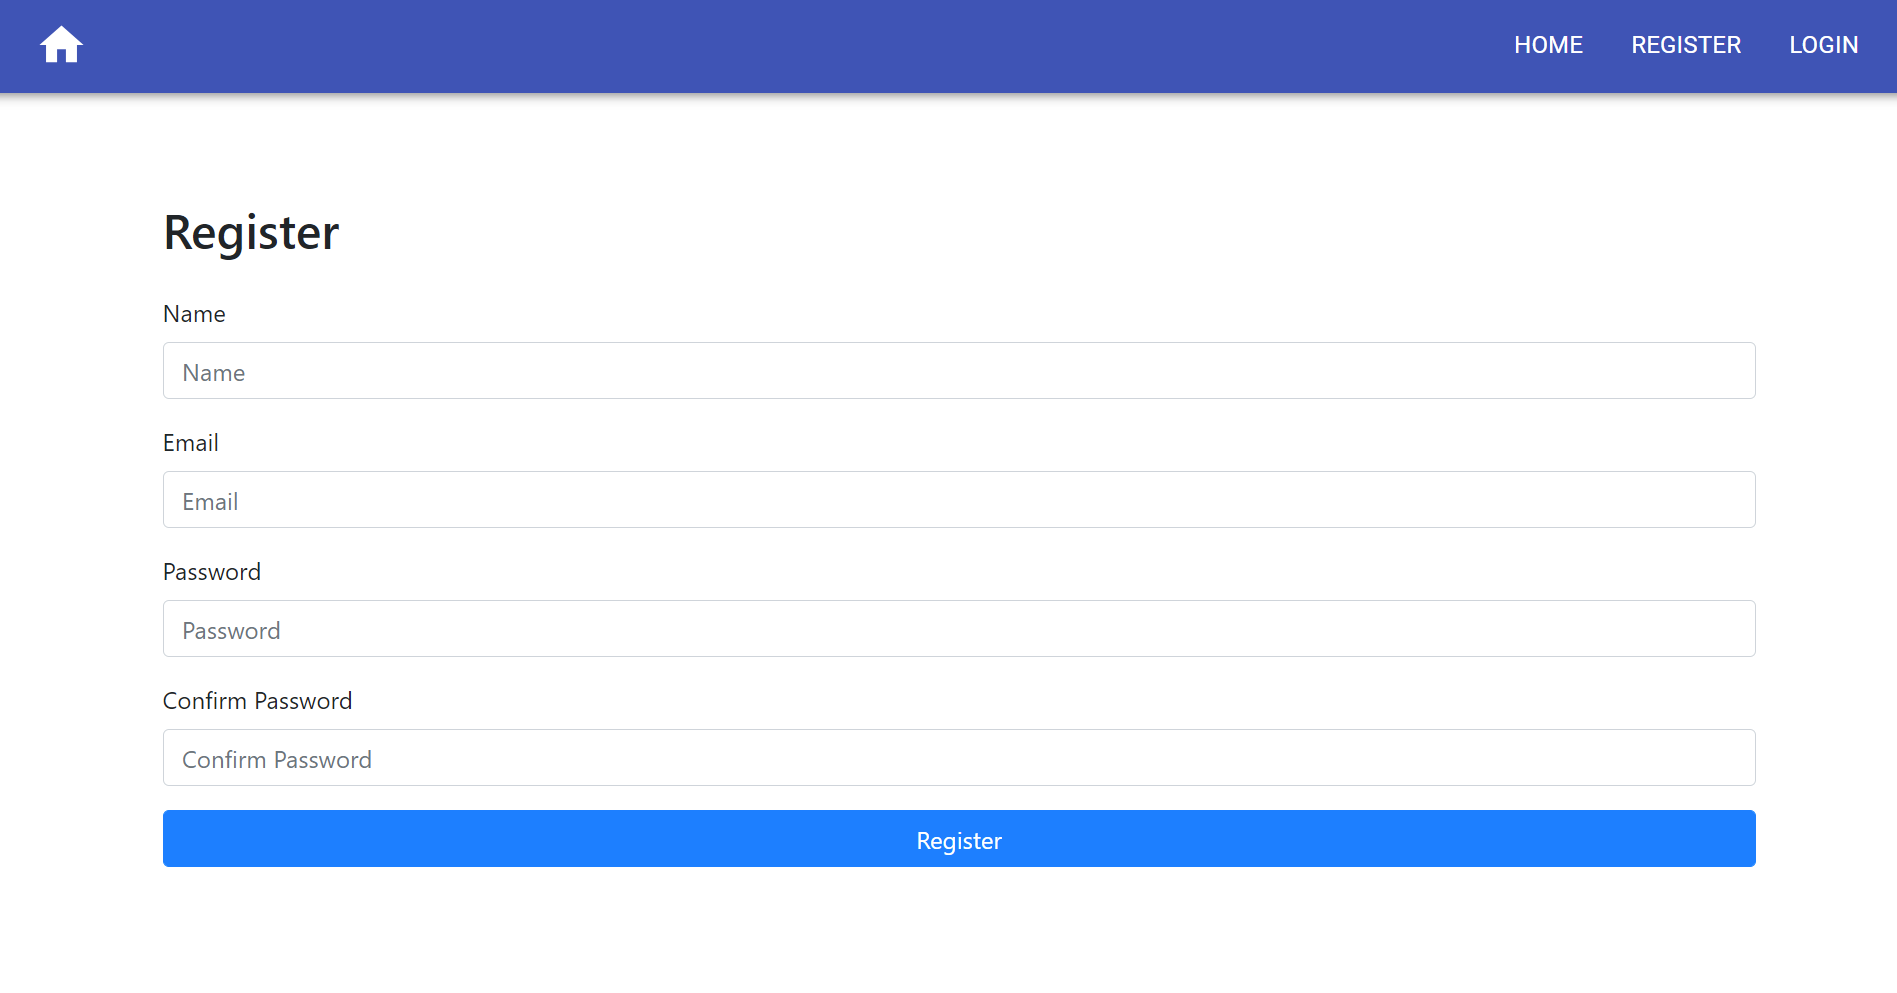 HOME REGISTER LOGIN
Register
Name
Name
Email
Email
Password
Password
Confirm Password
Confirm Password
Register